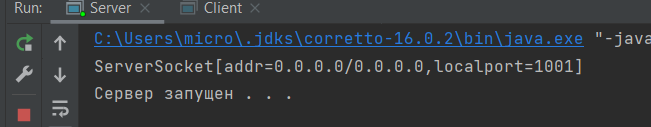 Run: Server × Client ×
C:\Users\micro\.jdks\corretto-16.0.2\bin\java.exe "-java
ServerSocket[addr=0.0.0.0/0.0.0.0,localport=1001]
Сервер запущен . . .